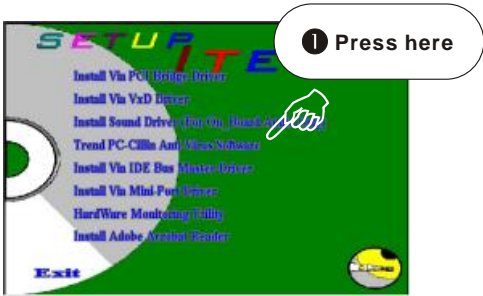 SETUP ITE
❶ Press here
Install Via PCI Bridge Driver
Install Via VxD Driver
Install Sound Driver (For On_Board
Trend PC-Cillin Anti Virus Software
Install Via IDE Bus Master Driver
Install Via Mini-Port Driver
HardWare Monitoring Utility
Install Adobe Acrobat Reader
Exit